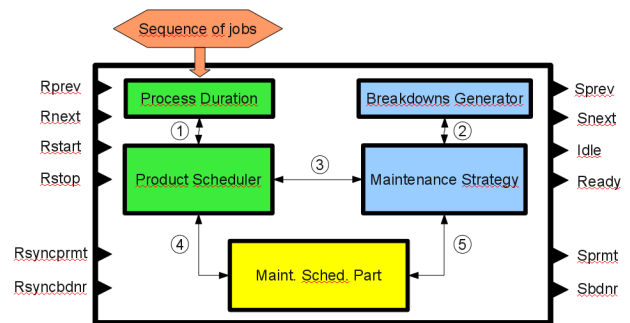 Sequence of jobs
Rprev
Process Duration
Breakdowns Generator
Sprev
Rnext
Snext
①
②
Rstart
Idle
Product Scheduler
③
Maintenance Strategy
Rstop
Ready
④
⑤
Rsyncprmt
Maint. Sched. Part
Sprmt
Rsyncbdnr
Sbdnr